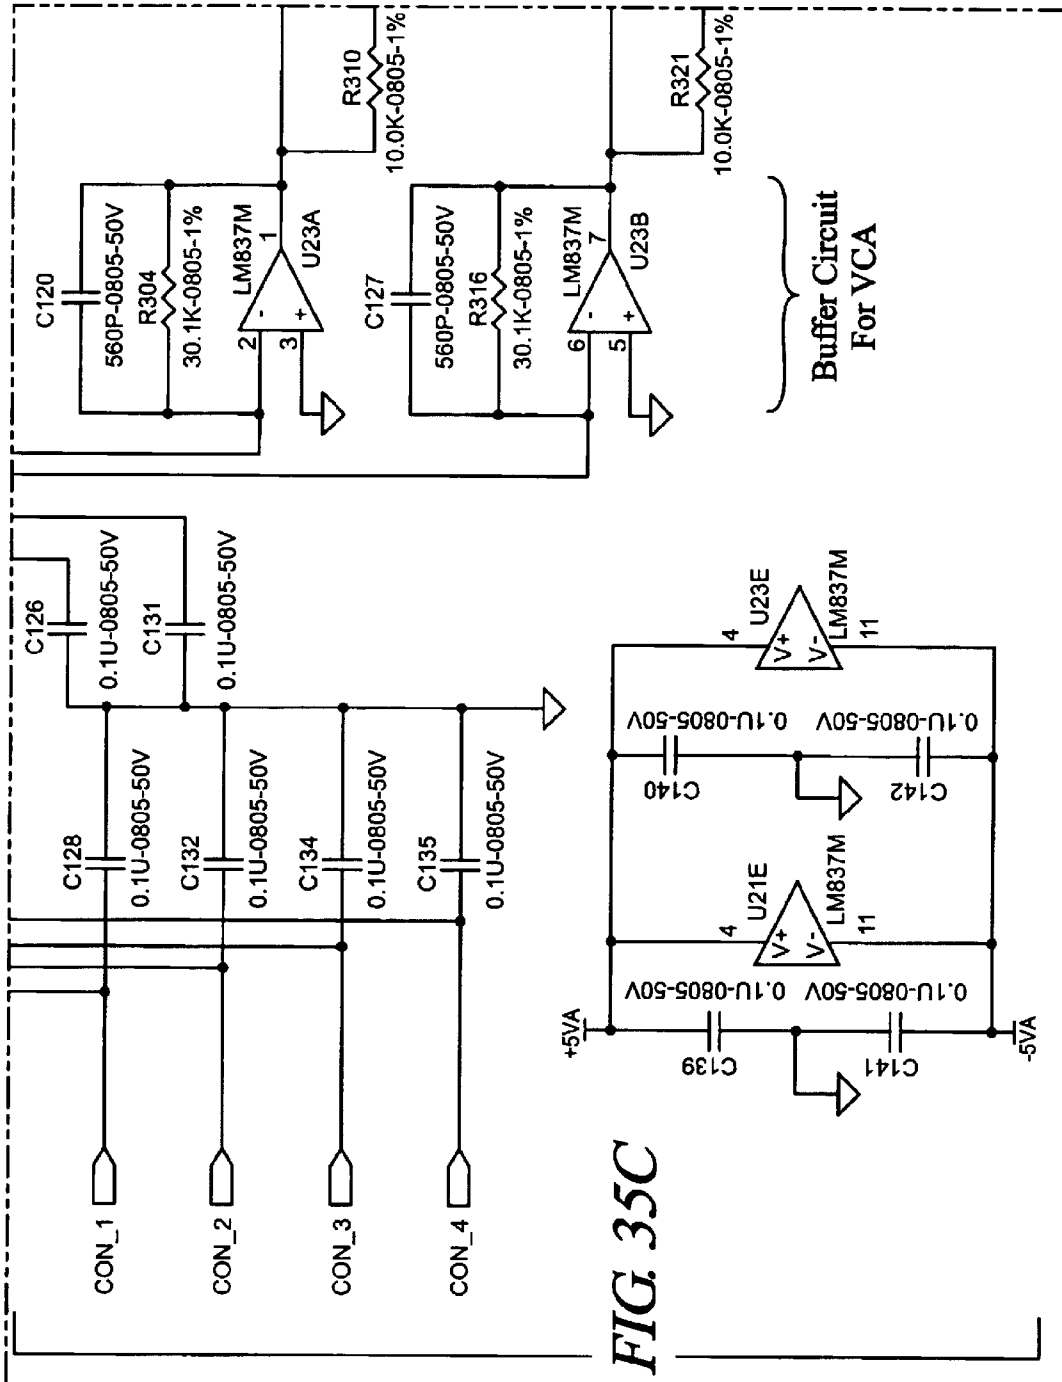 C120
560P-0805-50V
R304
30.1K-0805-1%
LM837M
2
-
3
+
1
U23A
R310
10.0K-0805-1%
C127
560P-0805-50V
R316
30.1K-0805-1%
LM837M
6
-
5
+
7
U23B
R321
10.0K-0805-1%
Buffer Circuit
For VCA
C126
0.1U-0805-50V
C131
0.1U-0805-50V
C128
0.1U-0805-50V
C132
0.1U-0805-50V
C134
0.1U-0805-50V
C135
0.1U-0805-50V
CON_1
CON_2
CON_3
CON_4
+5VA
C139
0.1U-0805-50V
C141
0.1U-0805-50V
-5VA
4
U21E
V+
V-
LM837M
11
C140
0.1U-0805-50V
C142
0.1U-0805-50V
4
U23E
V+
V-
LM837M
11
FIG. 35C